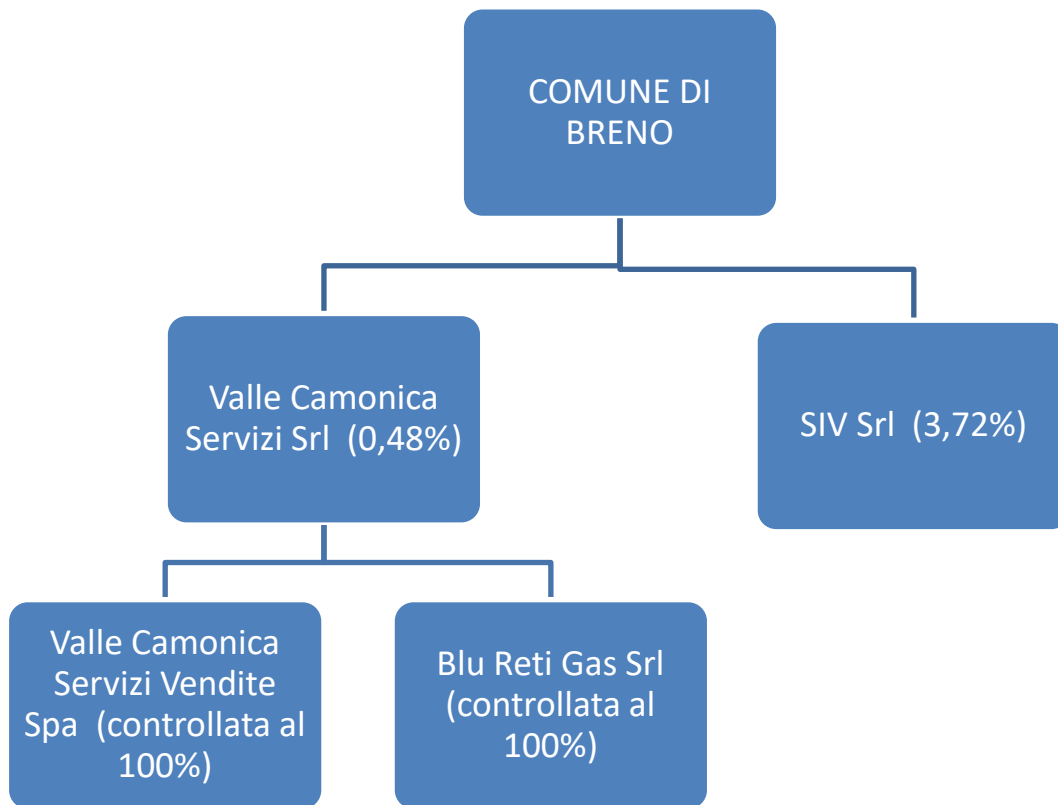 COMUNE DI
BRENO
Valle Camonica
Servizi Srl (0,48%)
SIV Srl (3,72%)
Valle Camonica
Servizi Vendite
Spa (controllata al
100%)
Blu Reti Gas Srl
(controllata al
100%)